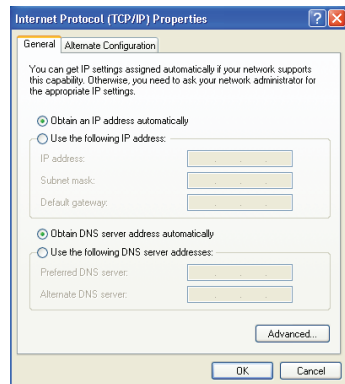 Internet Protocol (TCP/IP) Properties
General
Alternate Configuration
You can get IP settings assigned automatically if your network supports
this capability. Otherwise, you need to ask your network administrator for
the appropriate IP settings.
Obtain an IP address automatically
Use the following IP address:
IP address:
Subnet mask:
Default gateway:
Obtain DNS server address automatically
Use the following DNS server addresses:
Preferred DNS server:
Alternate DNS server:
Advanced...
OK
Cancel